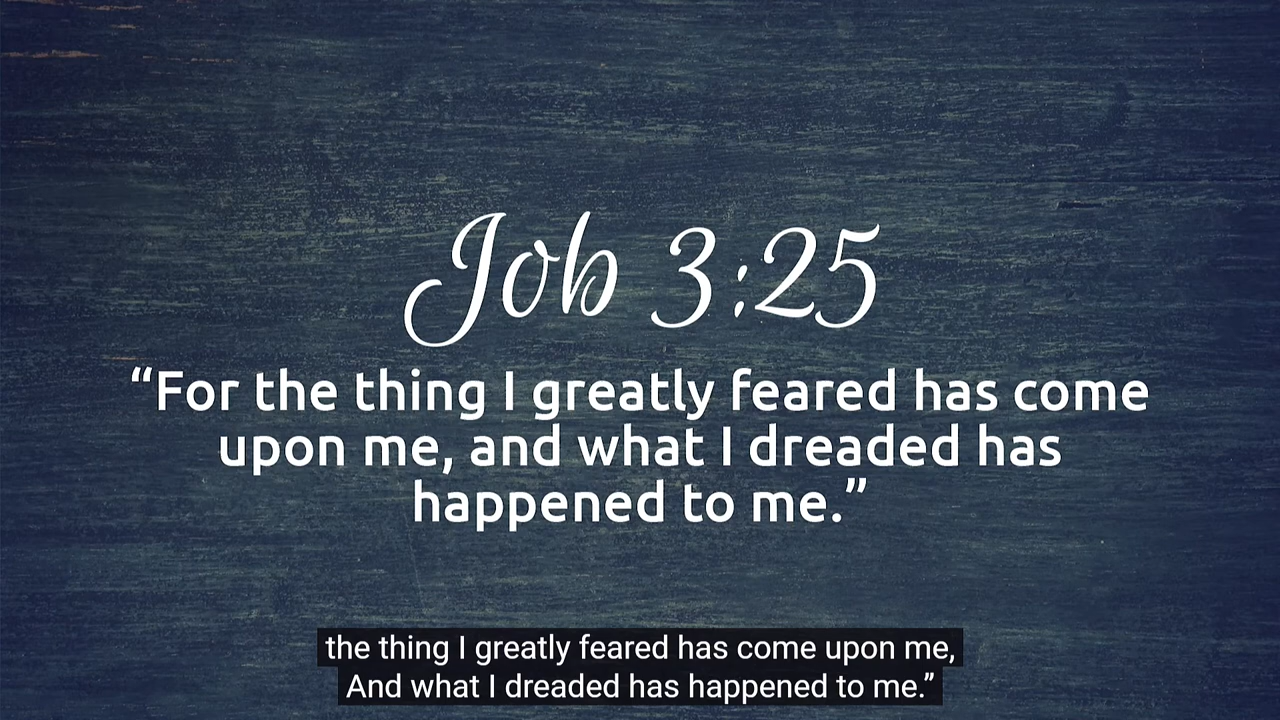 Job 3:25
“For the thing I greatly feared has come
upon me, and what I dreaded has
happened to me.”
the thing I greatly feared has come upon me,
And what I dreaded has happened to me.”